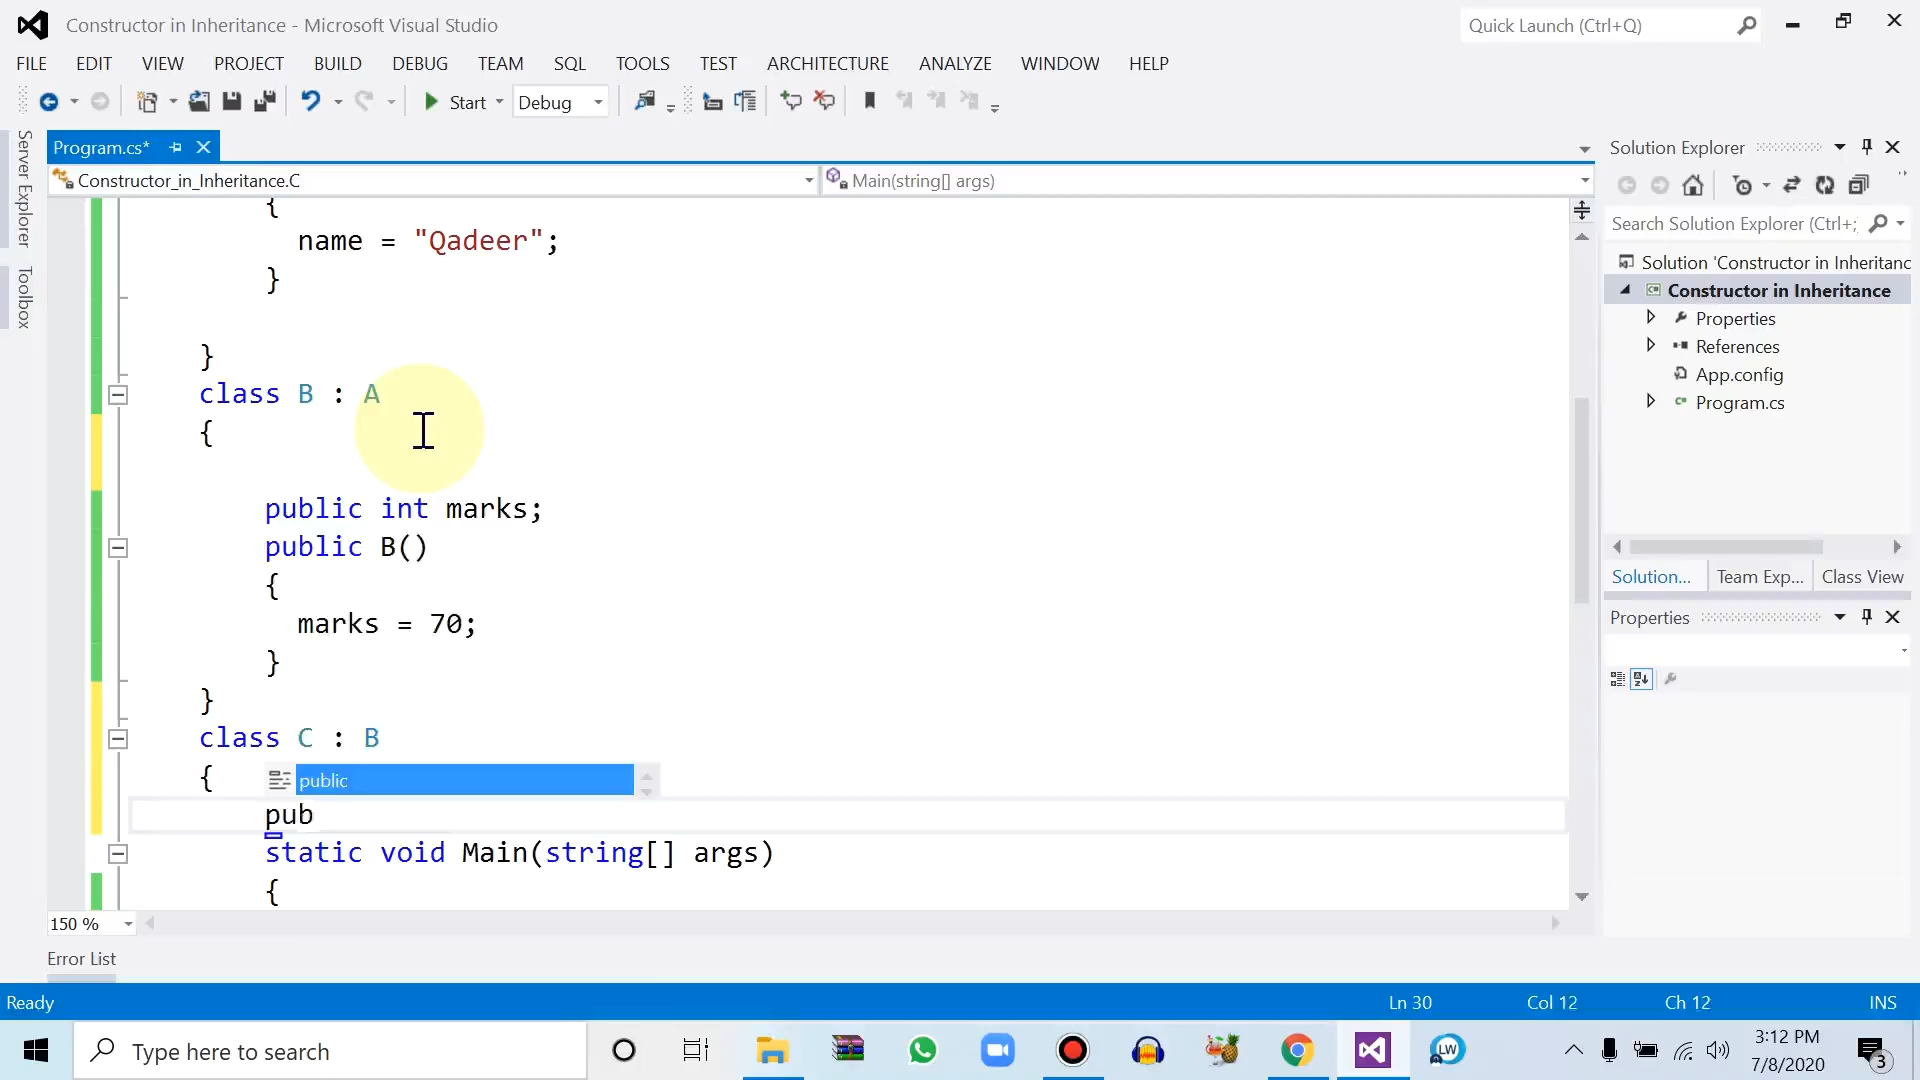 Constructor in Inheritance - Microsoft Visual Studio
Quick Launch (Ctrl+Q)
FILE EDIT VIEW PROJECT BUILD DEBUG TEAM SQL TOOLS TEST ARCHITECTURE ANALYZE WINDOW HELP
Start Debug
Server Explorer
Toolbox
Program.cs*
Constructor_in_Inheritance.C
Main(string[] args)
{
name = "Qadeer";
}
}
class B : A
{
public int marks;
public B()
{
marks = 70;
}
}
class C : B
{
public
pub
static void Main(string[] args)
{
150 %
Solution Explorer
Search Solution Explorer (Ctrl+;
Solution 'Constructor in Inheritanc
Constructor in Inheritance
Properties
References
App.config
Program.cs
Solution... Team Exp... Class View
Properties
Error List
Ready Ln 30 Col 12 Ch 12 INS
Type here to search
LW
3:12 PM
7/8/2020
3